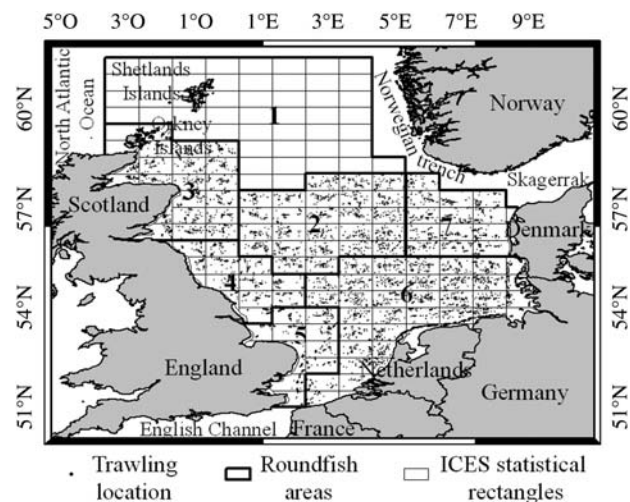 5°O 3°O 1°O 1°E 3°E 5°E 7°E 9°E
Shetlands
Islands
North Atlantic
Ocean
Orkney
Islands
1
Norwegian trench
Norway
Skagerrak
60°N
60°N
Scotland
3
2
7
Denmark
57°N
57°N
4
6
54°N
54°N
5
England
Netherlands
Germany
51°N
51°N
English Channel
France
Trawling
location
Roundfish
areas
ICES statistical
rectangles